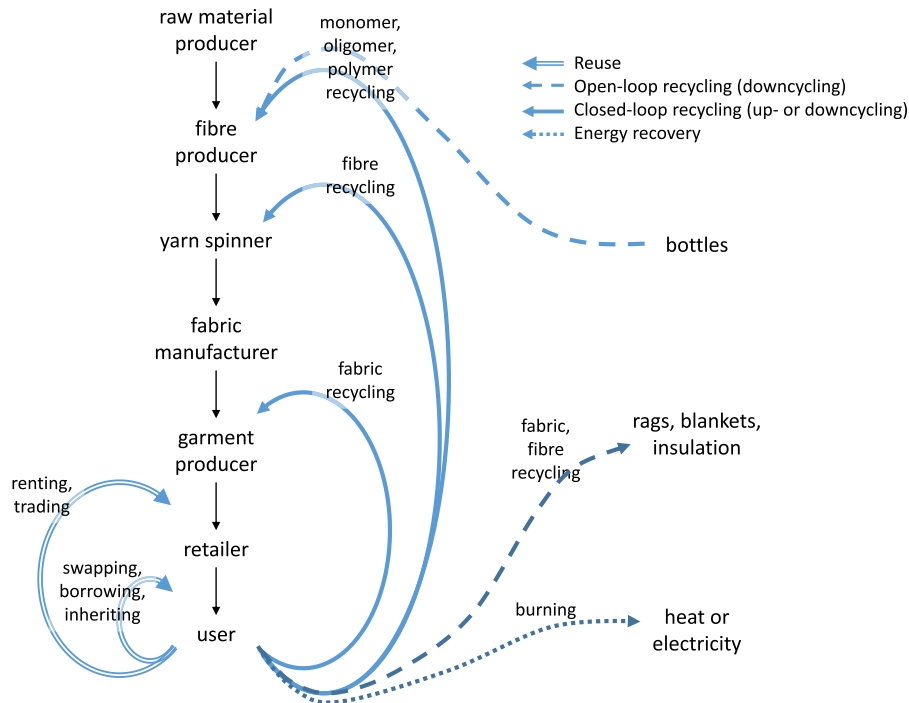 raw material
producer
monomer,
oligomer,
polymer
recycling
Reuse
Open-loop recycling (downcycling)
Closed-loop recycling (up- or downcycling)
Energy recovery
fibre
producer
fibre
recycling
yarn spinner
bottles
fabric
manufacturer
fabric
recycling
garment
producer
fabric,
fibre
recycling
rags, blankets,
insulation
renting,
trading
retailer
swapping,
borrowing,
inheriting
user
burning
heat or
electricity